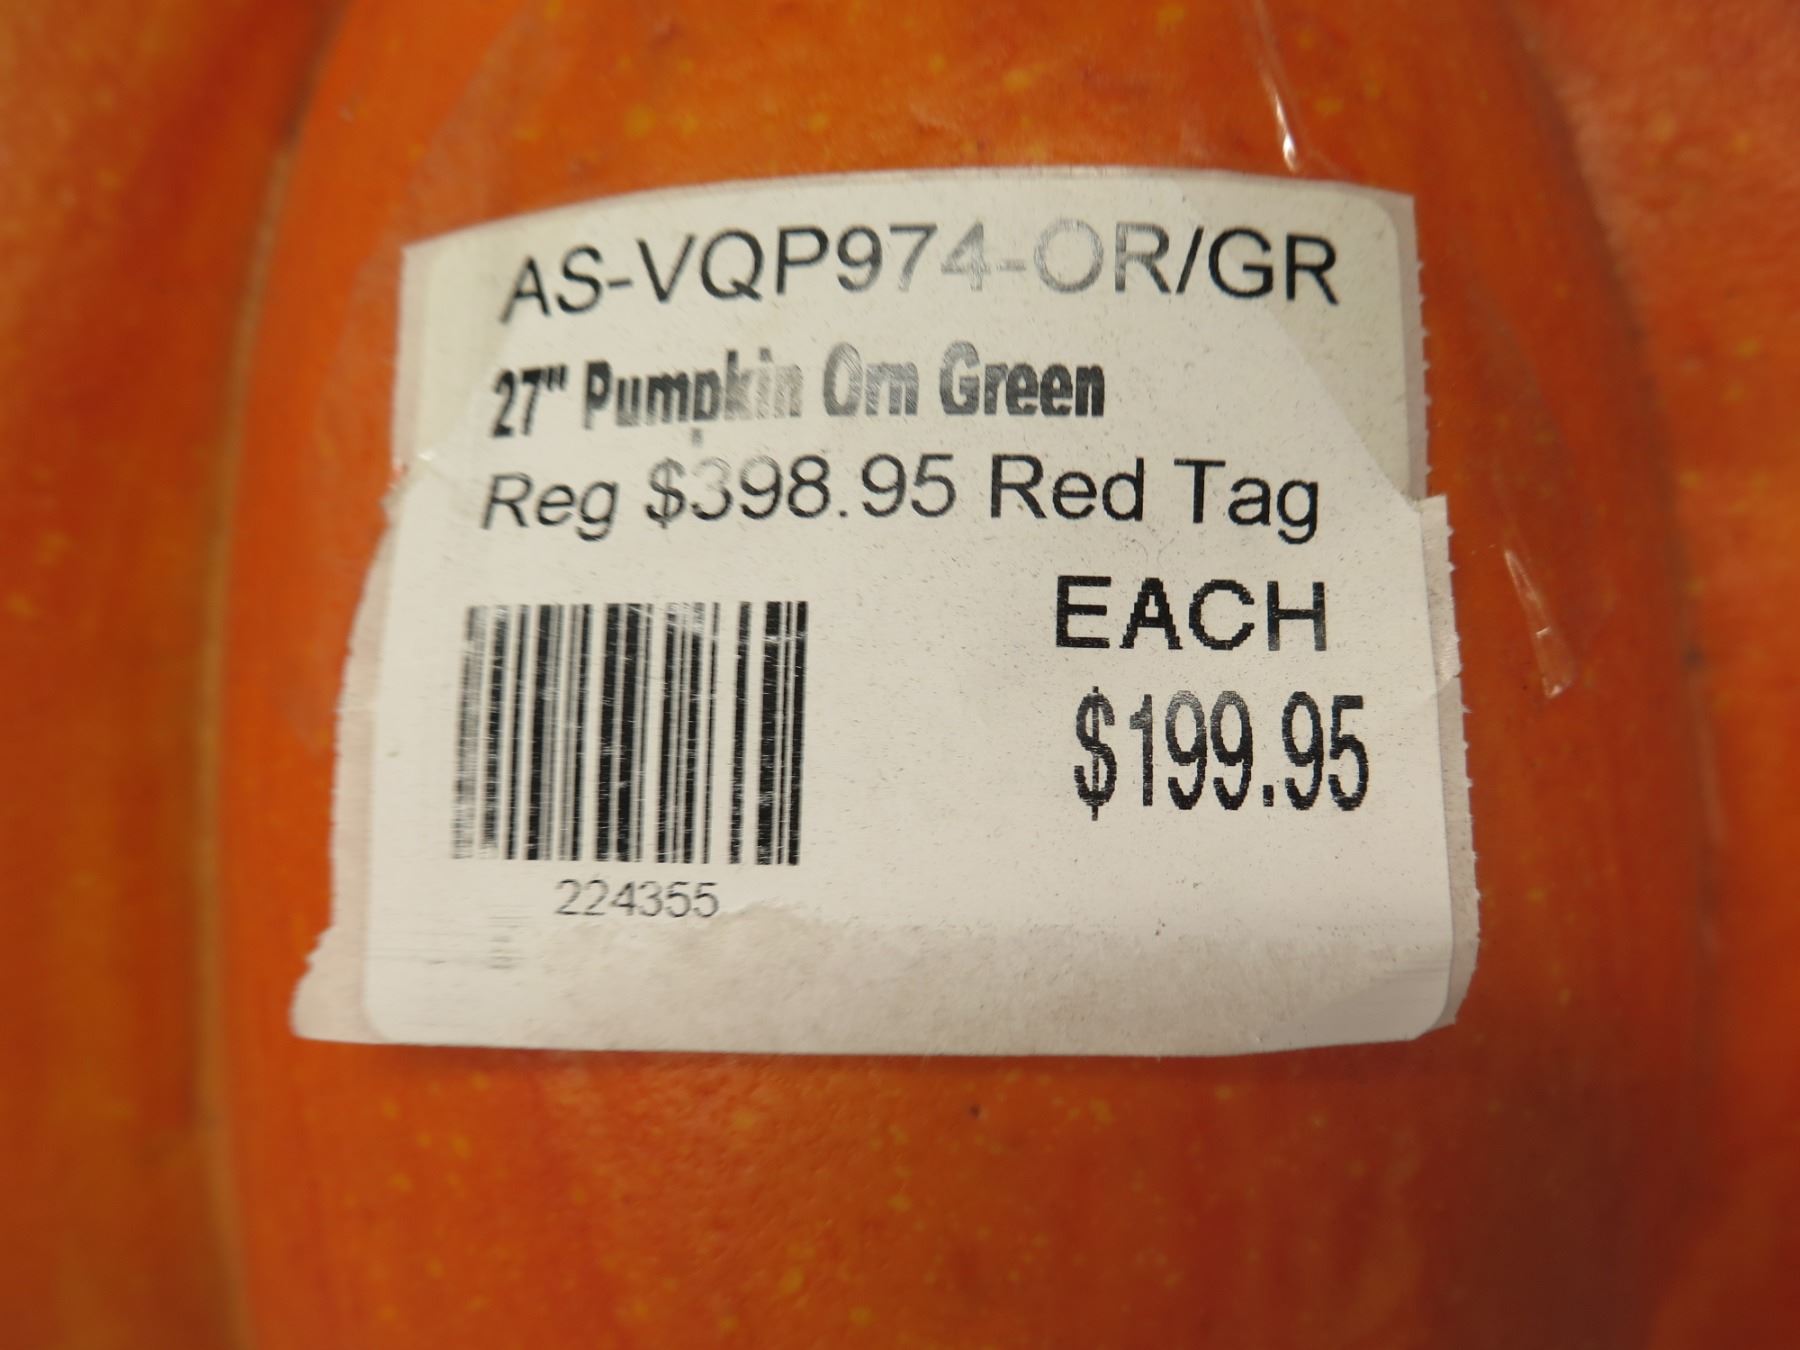 AS-VQP974-OR/GR
27" Pumpkin Orn Green
Reg $398.95 Red Tag
EACH
$199.95
224355